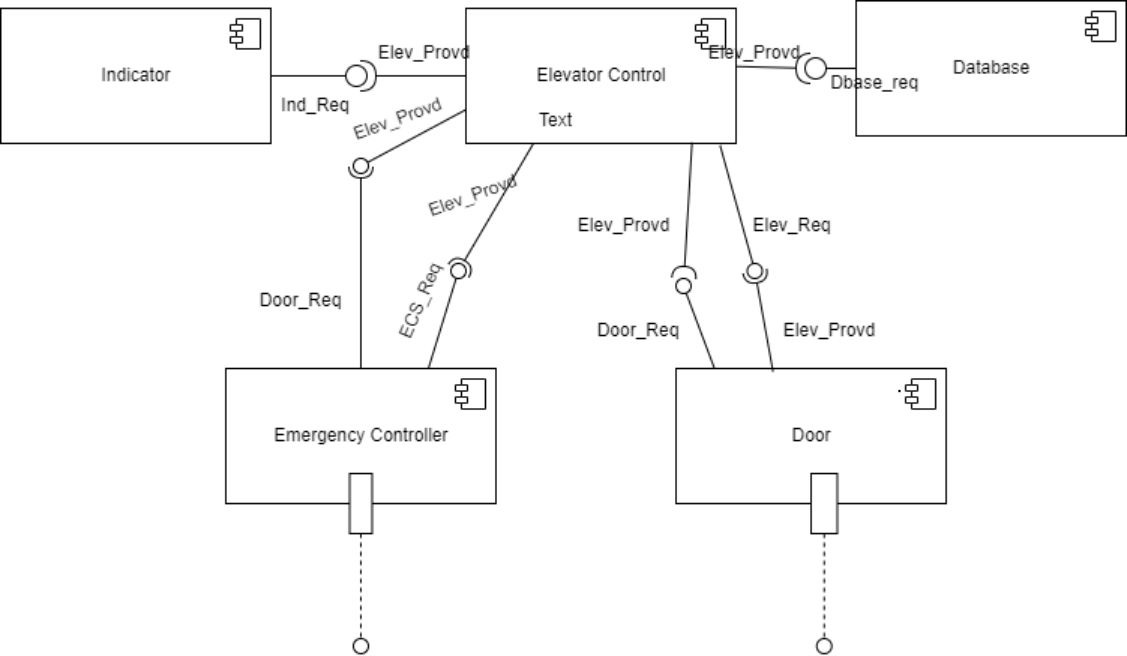 Indicator
Elev_Provd
Ind_Req
Elevator Control
Text
Elev_Provd
Dbase_req
Database
Elev_Provd
Elev_Provd
Door_Req
ECS_Req
Elev_Provd
Elev_Req
Door_Req
Elev_Provd
Emergency Controller
Door